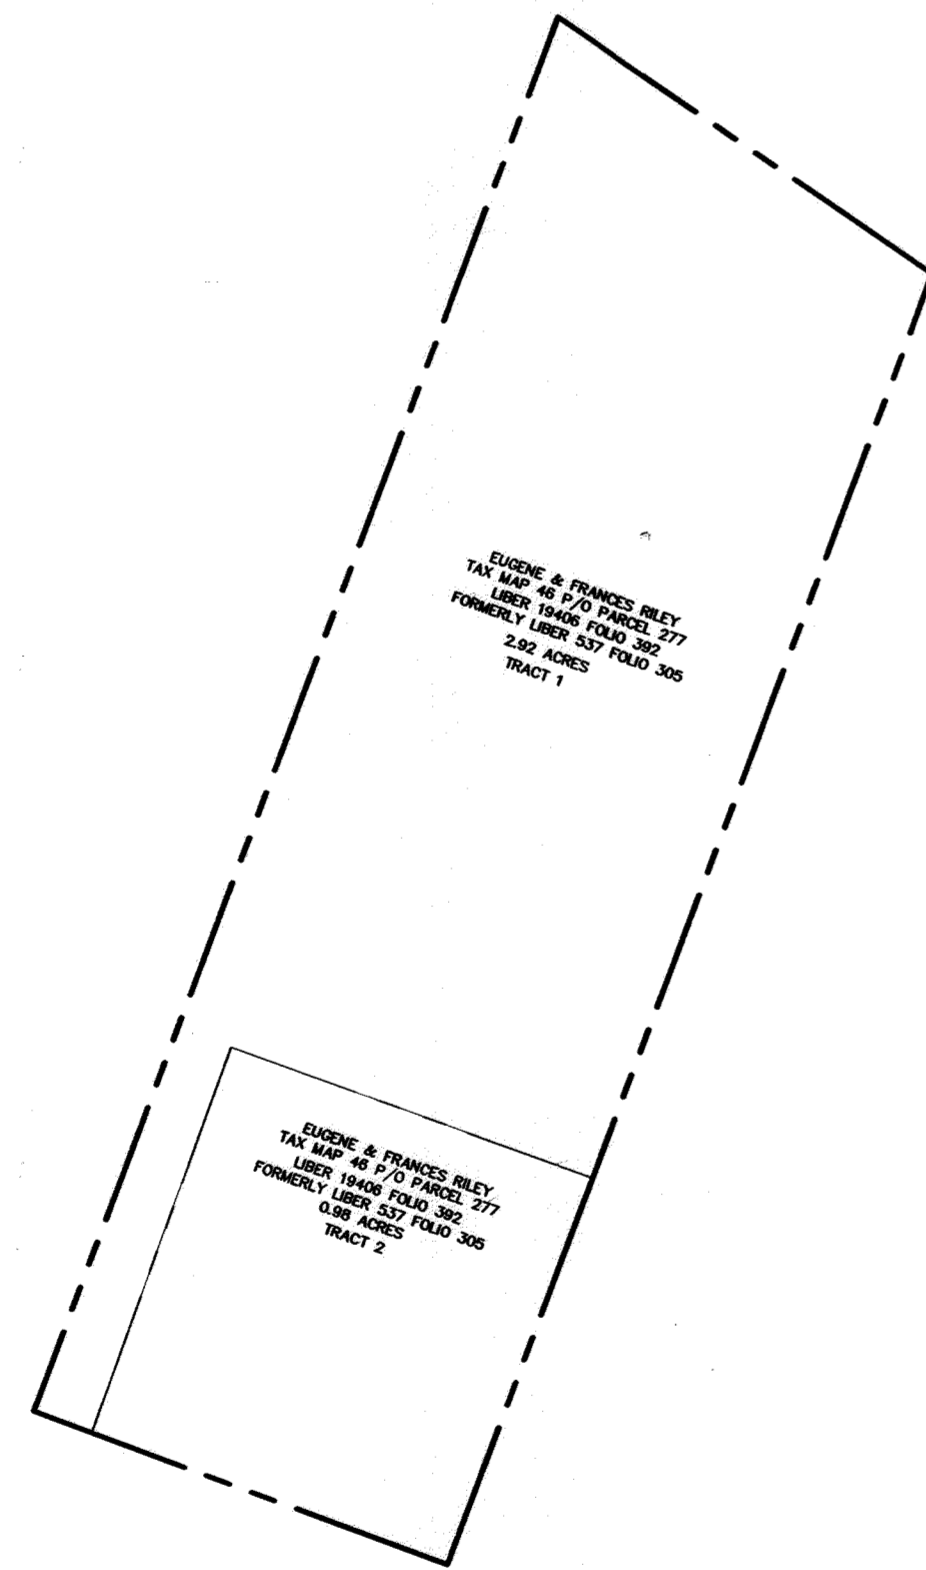 EUGENE & FRANCES RILEY
TAX MAP 46 P/O PARCEL 277
LIBER 19406 FOLIO 392
FORMERLY LIBER 537 FOLIO 305
2.92 ACRES
TRACT 1
EUGENE & FRANCES RILEY
TAX MAP 46 P/O PARCEL 277
LIBER 19406 FOLIO 392
FORMERLY LIBER 537 FOLIO 305
0.98 ACRES
TRACT 2